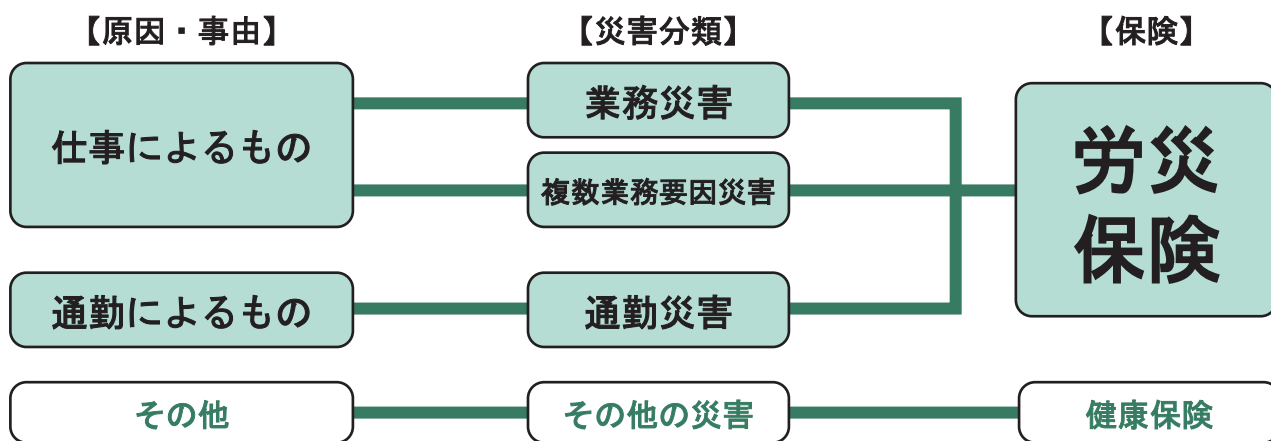 【原因・事由】
【災害分類】
【保険】
仕事によるもの
業務災害
複数業務要因災害
労災
保険
通勤によるもの
通勤災害
その他
その他の災害
健康保険